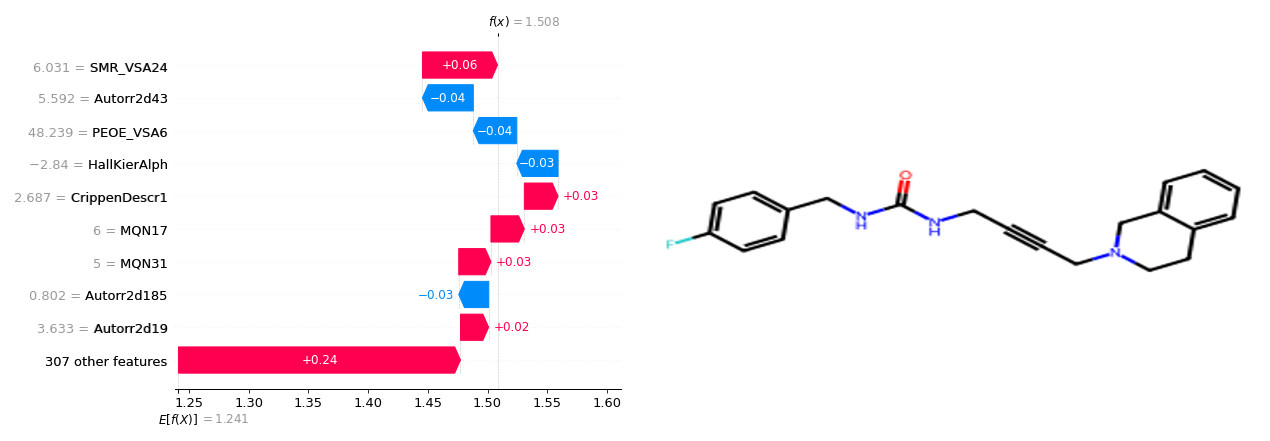 f(x) = 1.508
6.031 = SMR_VSA24
+0.06
5.592 = Autorr2d43
−0.04
48.239 = PEOE_VSA6
−0.04
−2.84 = HallKierAlph
−0.03
2.687 = CrippenDescr1
+0.03
6 = MQN17
+0.03
5 = MQN31
+0.03
0.802 = Autorr2d185
−0.03
3.633 = Autorr2d19
+0.02
307 other features
+0.24
1.25 1.30 1.35 1.40 1.45 1.50 1.55 1.60
E[f(X)] = 1.241
F
N
H
O
N
H
N